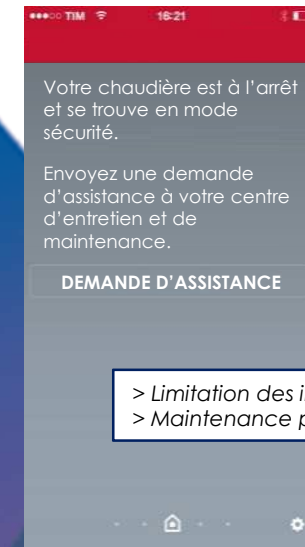 TIM 16:21
Votre chaudière est à l'arrêt
et se trouve en mode
sécurité.
Envoyez une demande
d'assistance à votre centre
d'entretien et de
maintenance.
DEMANDE D'ASSISTANCE
> Limitation des
> Maintenance